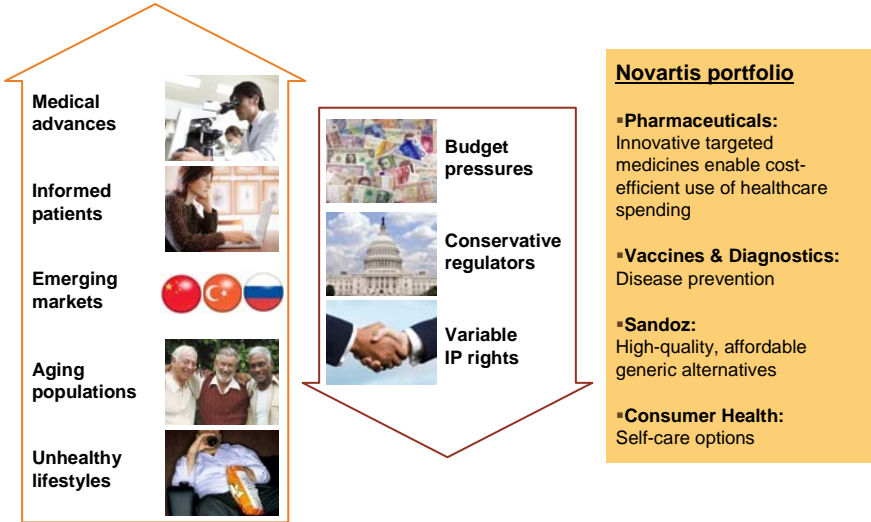 Medical
advances
Informed
patients
Emerging
markets
Aging
populations
Unhealthy
lifestyles
Budget
pressures
Conservative
regulators
Variable
IP rights
Novartis portfolio
▪Pharmaceuticals:
Innovative targeted
medicines enable cost-
efficient use of healthcare
spending
▪Vaccines & Diagnostics:
Disease prevention
▪Sandoz:
High-quality, affordable
generic alternatives
▪Consumer Health:
Self-care options